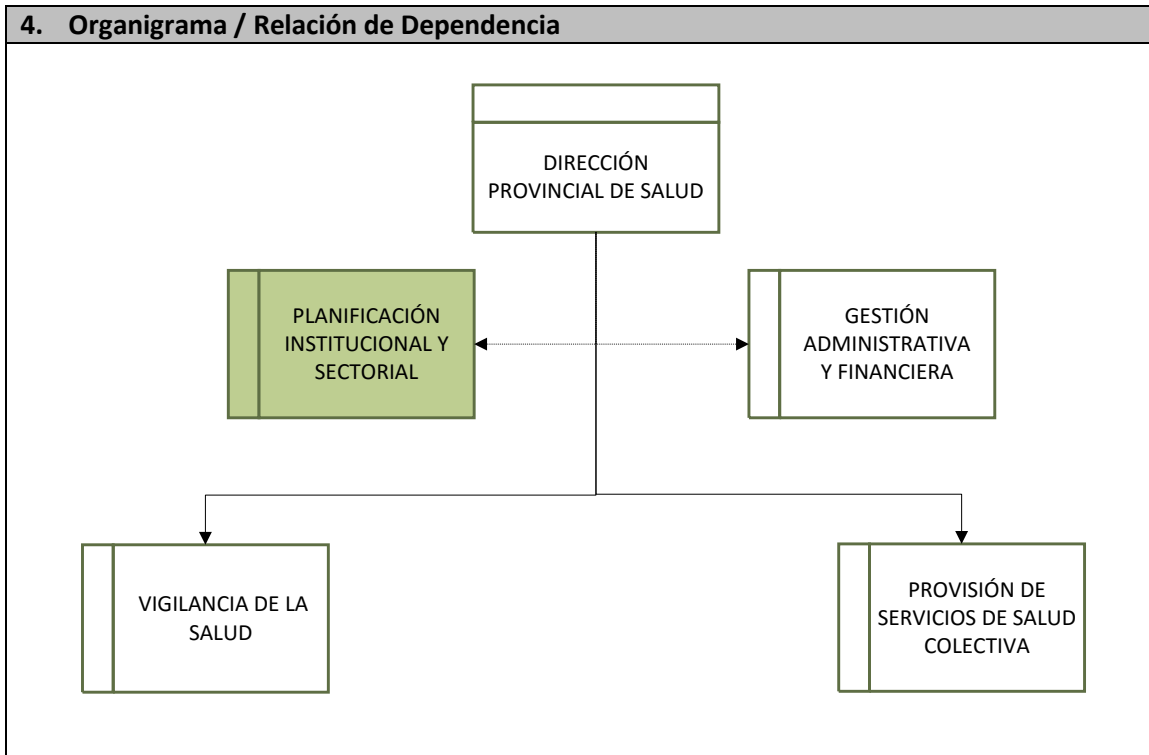 4. Organigrama / Relación de Dependencia
DIRECCIÓN
PROVINCIAL DE SALUD
PLANIFICACIÓN
INSTITUCIONAL Y
SECTORIAL
GESTIÓN
ADMINISTRATIVA
Y FINANCIERA
VIGILANCIA DE LA
SALUD
PROVISIÓN DE
SERVICIOS DE SALUD
COLECTIVA